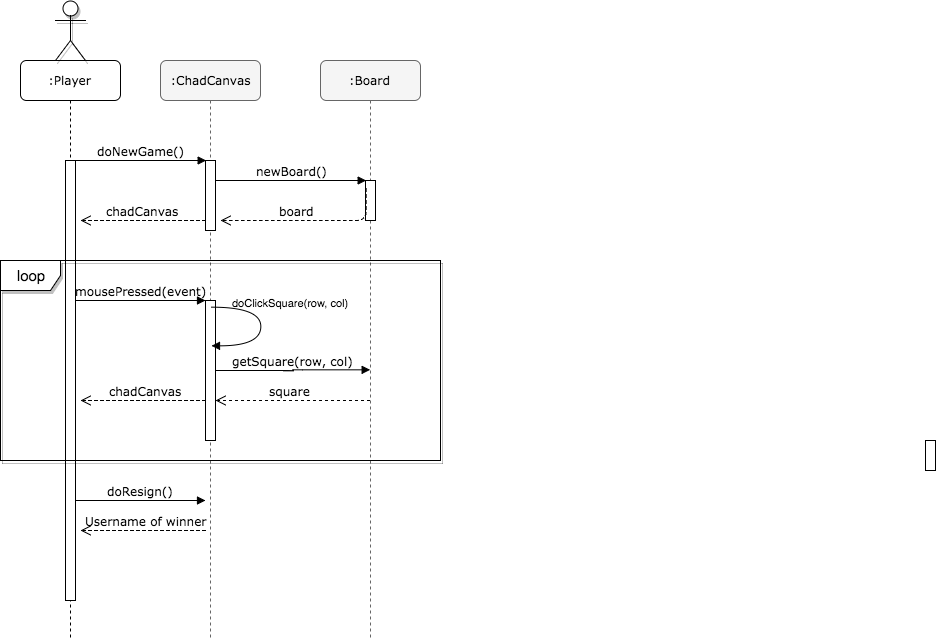 :Player
:ChadCanvas
:Board
doNewGame()
newBoard()
chadCanvas
board
loop
mousePressed(event)
doClickSquare(row, col)
getSquare(row, col)
chadCanvas
square
doResign()
Username of winner